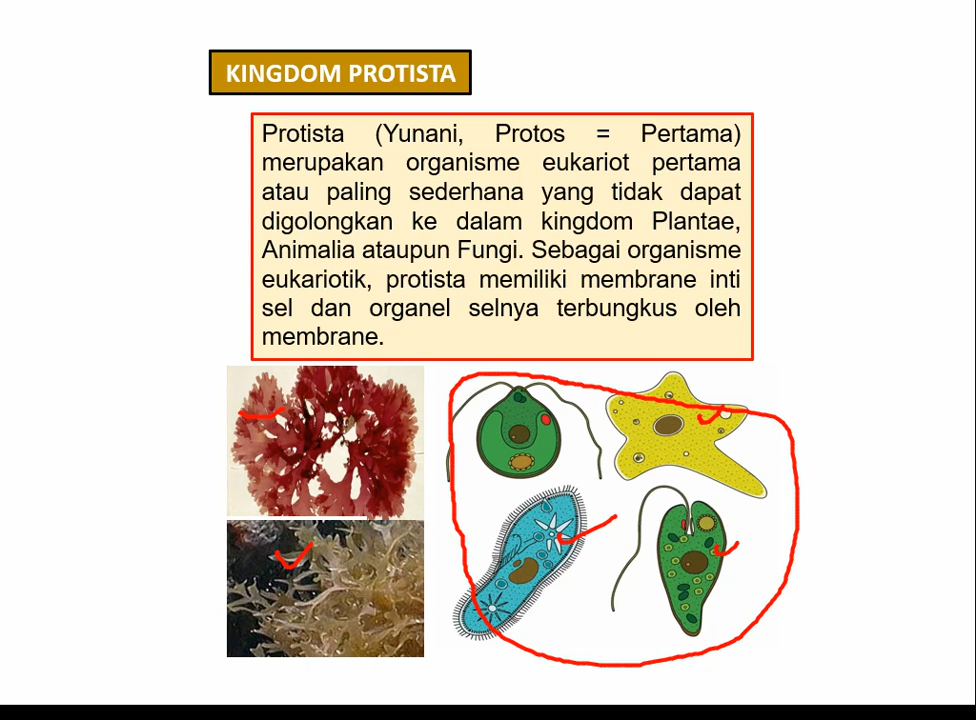 KINGDOM PROTISTA
Protista (Yunani, Protos = Pertama)
merupakan organisme eukariot pertama
atau paling sederhana yang tidak dapat
digolongkan ke dalam kingdom Plantae,
Animalia ataupun Fungi. Sebagai organisme
eukariotik, protista memiliki membrane inti
sel dan organel selnya terbungkus oleh
membrane.